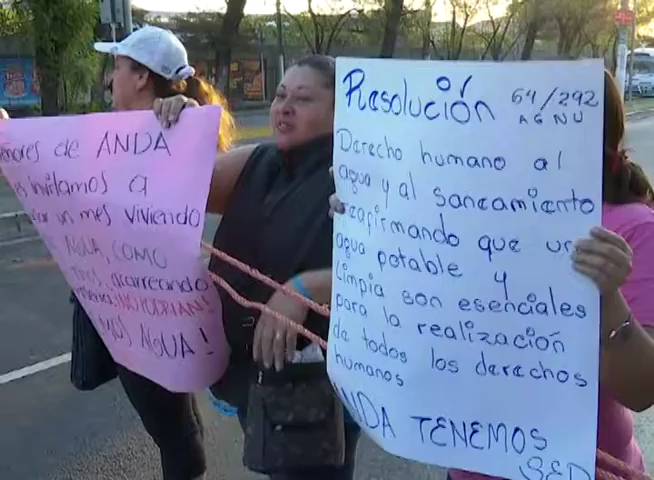 de ANDA
invitamos a
un mes viviendo
AGUA, COMO
acarreando
¡NO PODRIAN!
AGUA!
Resolución 64/292
AGNU
Derecho humano al
agua y al saneamiento
reafirmando que un
agua potable y
limpia son esenciales
para la realización
de todos los derechos
humanos
ANDA TENEMOS
SED